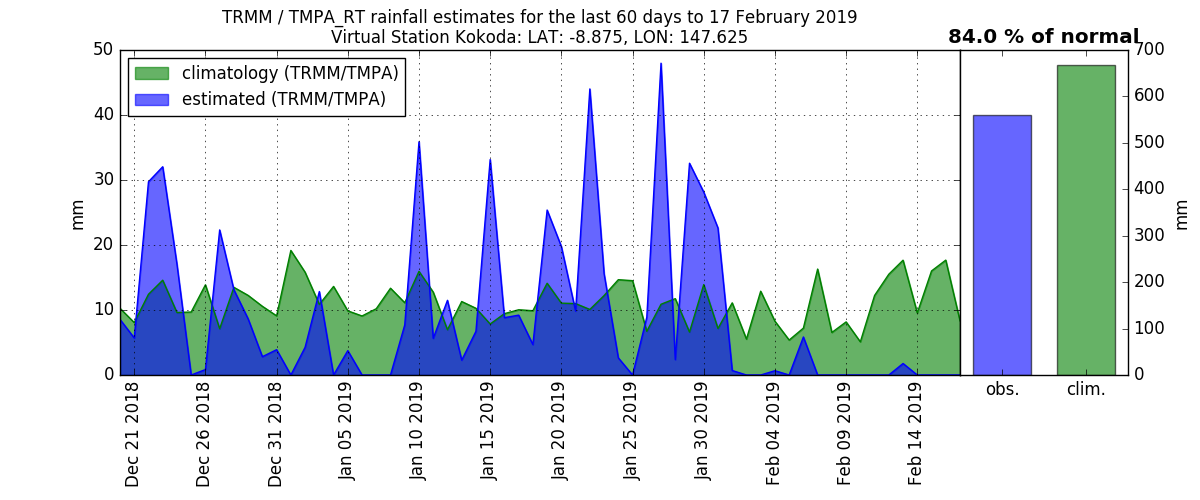 TRMM / TMPA_RT rainfall estimates for the last 60 days to 17 February 2019
Virtual Station Kokoda: LAT: -8.875, LON: 147.625
84.0 % of normal
climatology (TRMM/TMPA)
estimated (TRMM/TMPA)
mm
50
40
30
20
10
0
Dec 21 2018
Dec 26 2018
Dec 31 2018
Jan 05 2019
Jan 10 2019
Jan 15 2019
Jan 20 2019
Jan 25 2019
Jan 30 2019
Feb 04 2019
Feb 09 2019
Feb 14 2019
obs.
clim.
700
600
500
400
300
200
100
0
mm